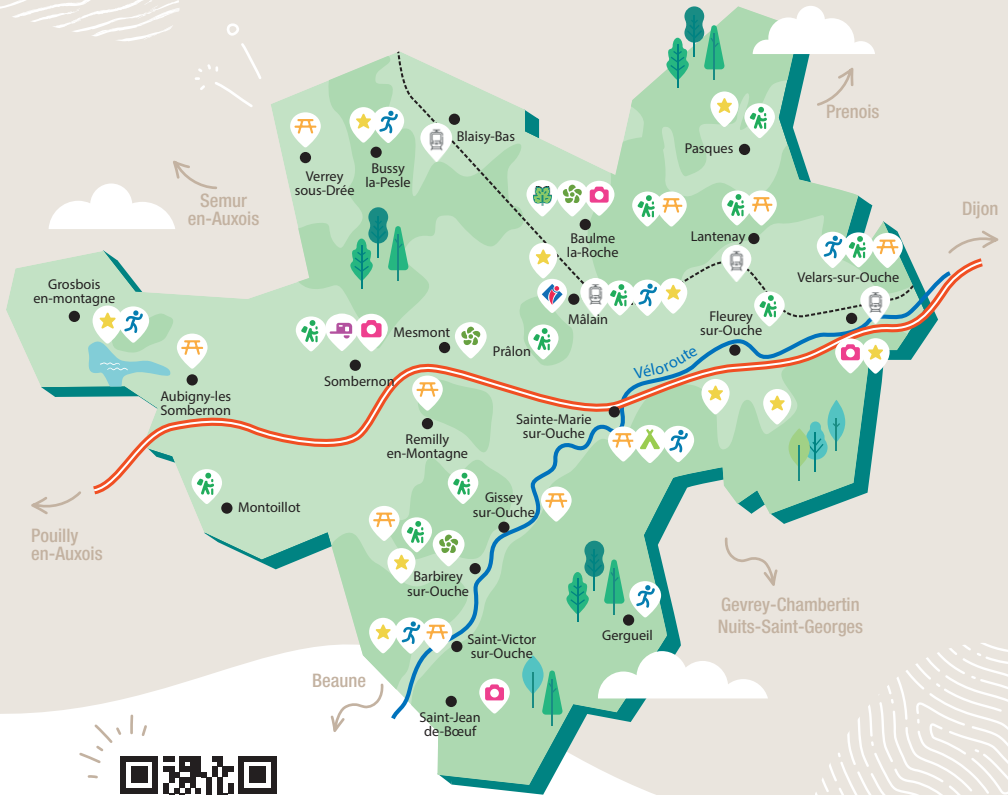 Prenois
Pasques
Blaisy-Bas
Verrey
sous-Drée
Bussy
la-Pesle
Semur
en-Auxois
Dijon
Baulme
la-Roche
Lantenay
Velars-sur-Ouche
Grosbois
en-montagne
Mâlain
Fleurey
sur-Ouche
Mesmont
Prâlon
Sombernon
Véloroute
Aubigny-les
Sombernon
Remilly
en-Montagne
Sainte-Marie
sur-Ouche
Montoillot
Gissey
sur-Ouche
Pouilly
en-Auxois
Barbirey
sur-Ouche
Gevrey-Chambertin
Nuits-Saint-Georges
Gergueil
Saint-Victor
sur-Ouche
Beaune
Saint-Jean
de-Bœuf